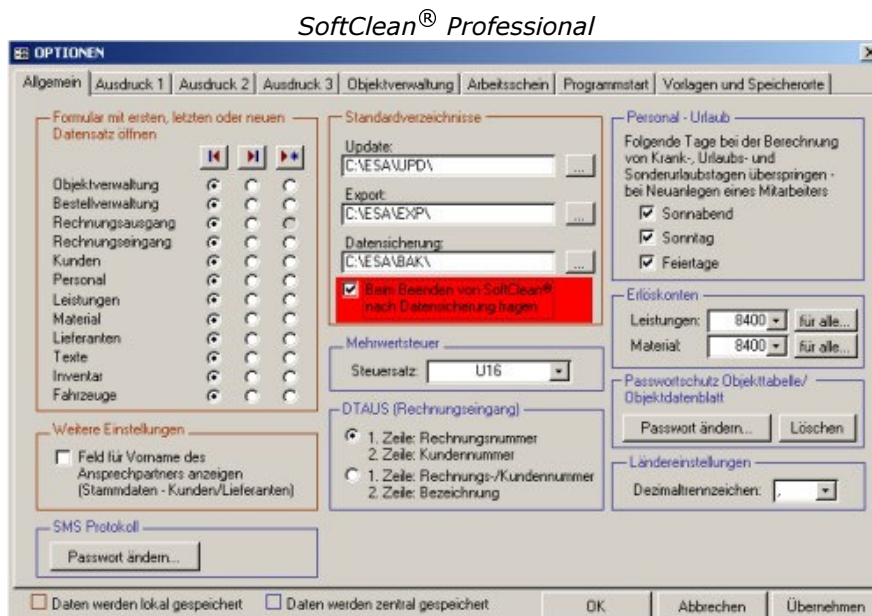 SoftClean® Professional
OPTIONEN
Allgemein Ausdruck 1 Ausdruck 2 Ausdruck 3 Objektverwaltung Arbeitsschein Programmstart Vorlagen und Speicherorte
Formular mit ersten, letzten oder neuen
Datensatz öffnen
Objektverwaltung
Bestellverwaltung
Rechnungsausgang
Rechnungseingang
Kunden
Personal
Leistungen
Material
Lieferanten
Texte
Inventar
Fahrzeuge
Weitere Einstellungen
Feld für Vorname des
Ansprechpartners anzeigen
(Stammdaten - Kunden/Lieferanten)
SMS Protokoll
Passwort ändern...
Standardverzeichnisse
Update:
C:\ESA\UPD\ ...
Export:
C:\ESA\EXP\ ...
Datensicherung:
C:\ESA\BAK\ ...
Beim Beenden von SoftClean®
nach Datensicherung fragen
Mehrwertsteuer
Steuersatz: U16
DTAUS (Rechnungseingang)
1. Zeile: Rechnungsnummer
2. Zeile: Kundennummer
1. Zeile: Rechnungs-/Kundennummer
2. Zeile: Bezeichnung
Personal - Urlaub
Folgende Tage bei der Berechnung
von Krank-, Urlaubs- und
Sonderurlaubstagen überspringen -
bei Neuanlegen eines Mitarbeiters
Sonnabend
Sonntag
Feiertage
Erlöskonten
Leistungen: 8400 für alle...
Material: 8400 für alle...
Passwortschutz Objekttabelle/
Objektdatenblatt
Passwort ändern... Löschen
Ländereinstellungen
Dezimaltrennzeichen: ,
Daten werden lokal gespeichert Daten werden zentral gespeichert OK Abbrechen Übernehmen